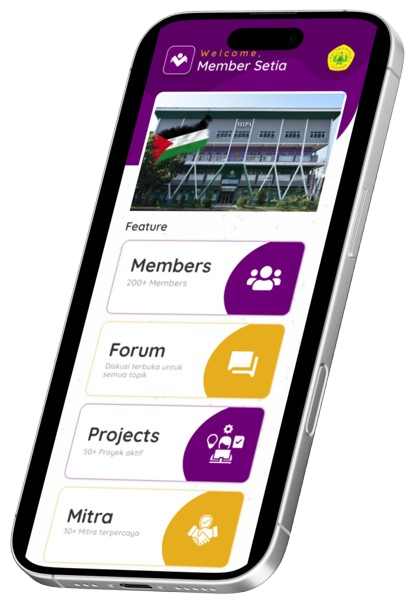 Welcome,
Member Setia
MIPA
Feature
Members
200+ Members
Forum
Diskusi terbuka untuk
semua topik
Projects
50+ Proyek aktif
Mitra
30+ Mitra terpercaya